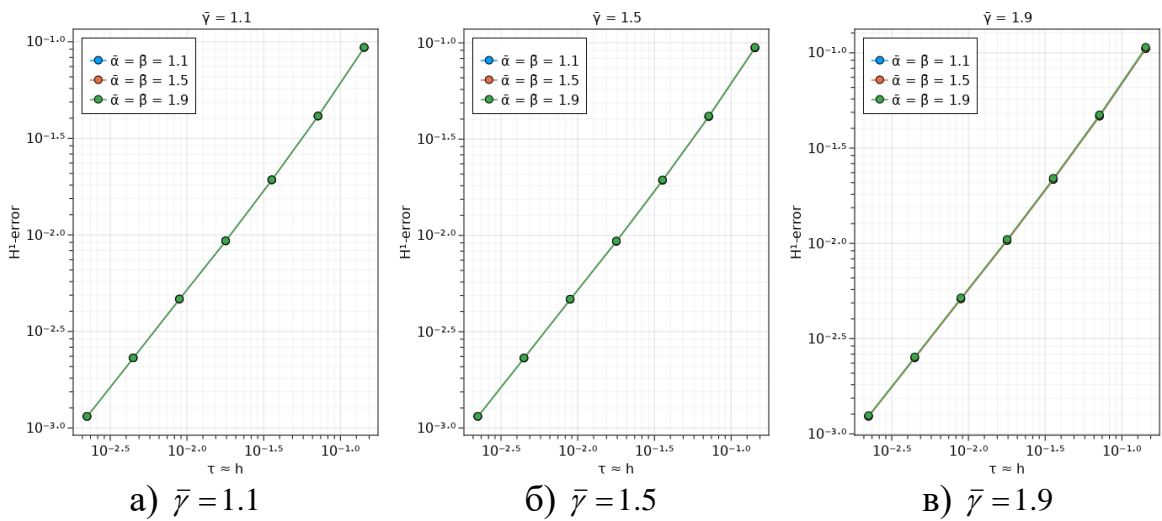 γ̄ = 1.1
10⁻¹·⁰
10⁻¹·⁵
10⁻²·⁰
10⁻²·⁵
10⁻³·⁰
H¹-error
ᾱ = β̄ = 1.1
ᾱ = β̄ = 1.5
ᾱ = β̄ = 1.9
10⁻²·⁵ 10⁻²·⁰ 10⁻¹·⁵ 10⁻¹·⁰
τ ≈ h
а) γ̄ = 1.1
γ̄ = 1.5
10⁻¹·⁰
10⁻¹·⁵
10⁻²·⁰
10⁻²·⁵
10⁻³·⁰
H¹-error
ᾱ = β̄ = 1.1
ᾱ = β̄ = 1.5
ᾱ = β̄ = 1.9
10⁻²·⁵ 10⁻²·⁰ 10⁻¹·⁵ 10⁻¹·⁰
τ ≈ h
б) γ̄ = 1.5
γ̄ = 1.9
10⁻¹·⁰
10⁻¹·⁵
10⁻²·⁰
10⁻²·⁵
10⁻³·⁰
H¹-error
ᾱ = β̄ = 1.1
ᾱ = β̄ = 1.5
ᾱ = β̄ = 1.9
10⁻²·⁵ 10⁻²·⁰ 10⁻¹·⁵ 10⁻¹·⁰
τ ≈ h
в) γ̄ = 1.9